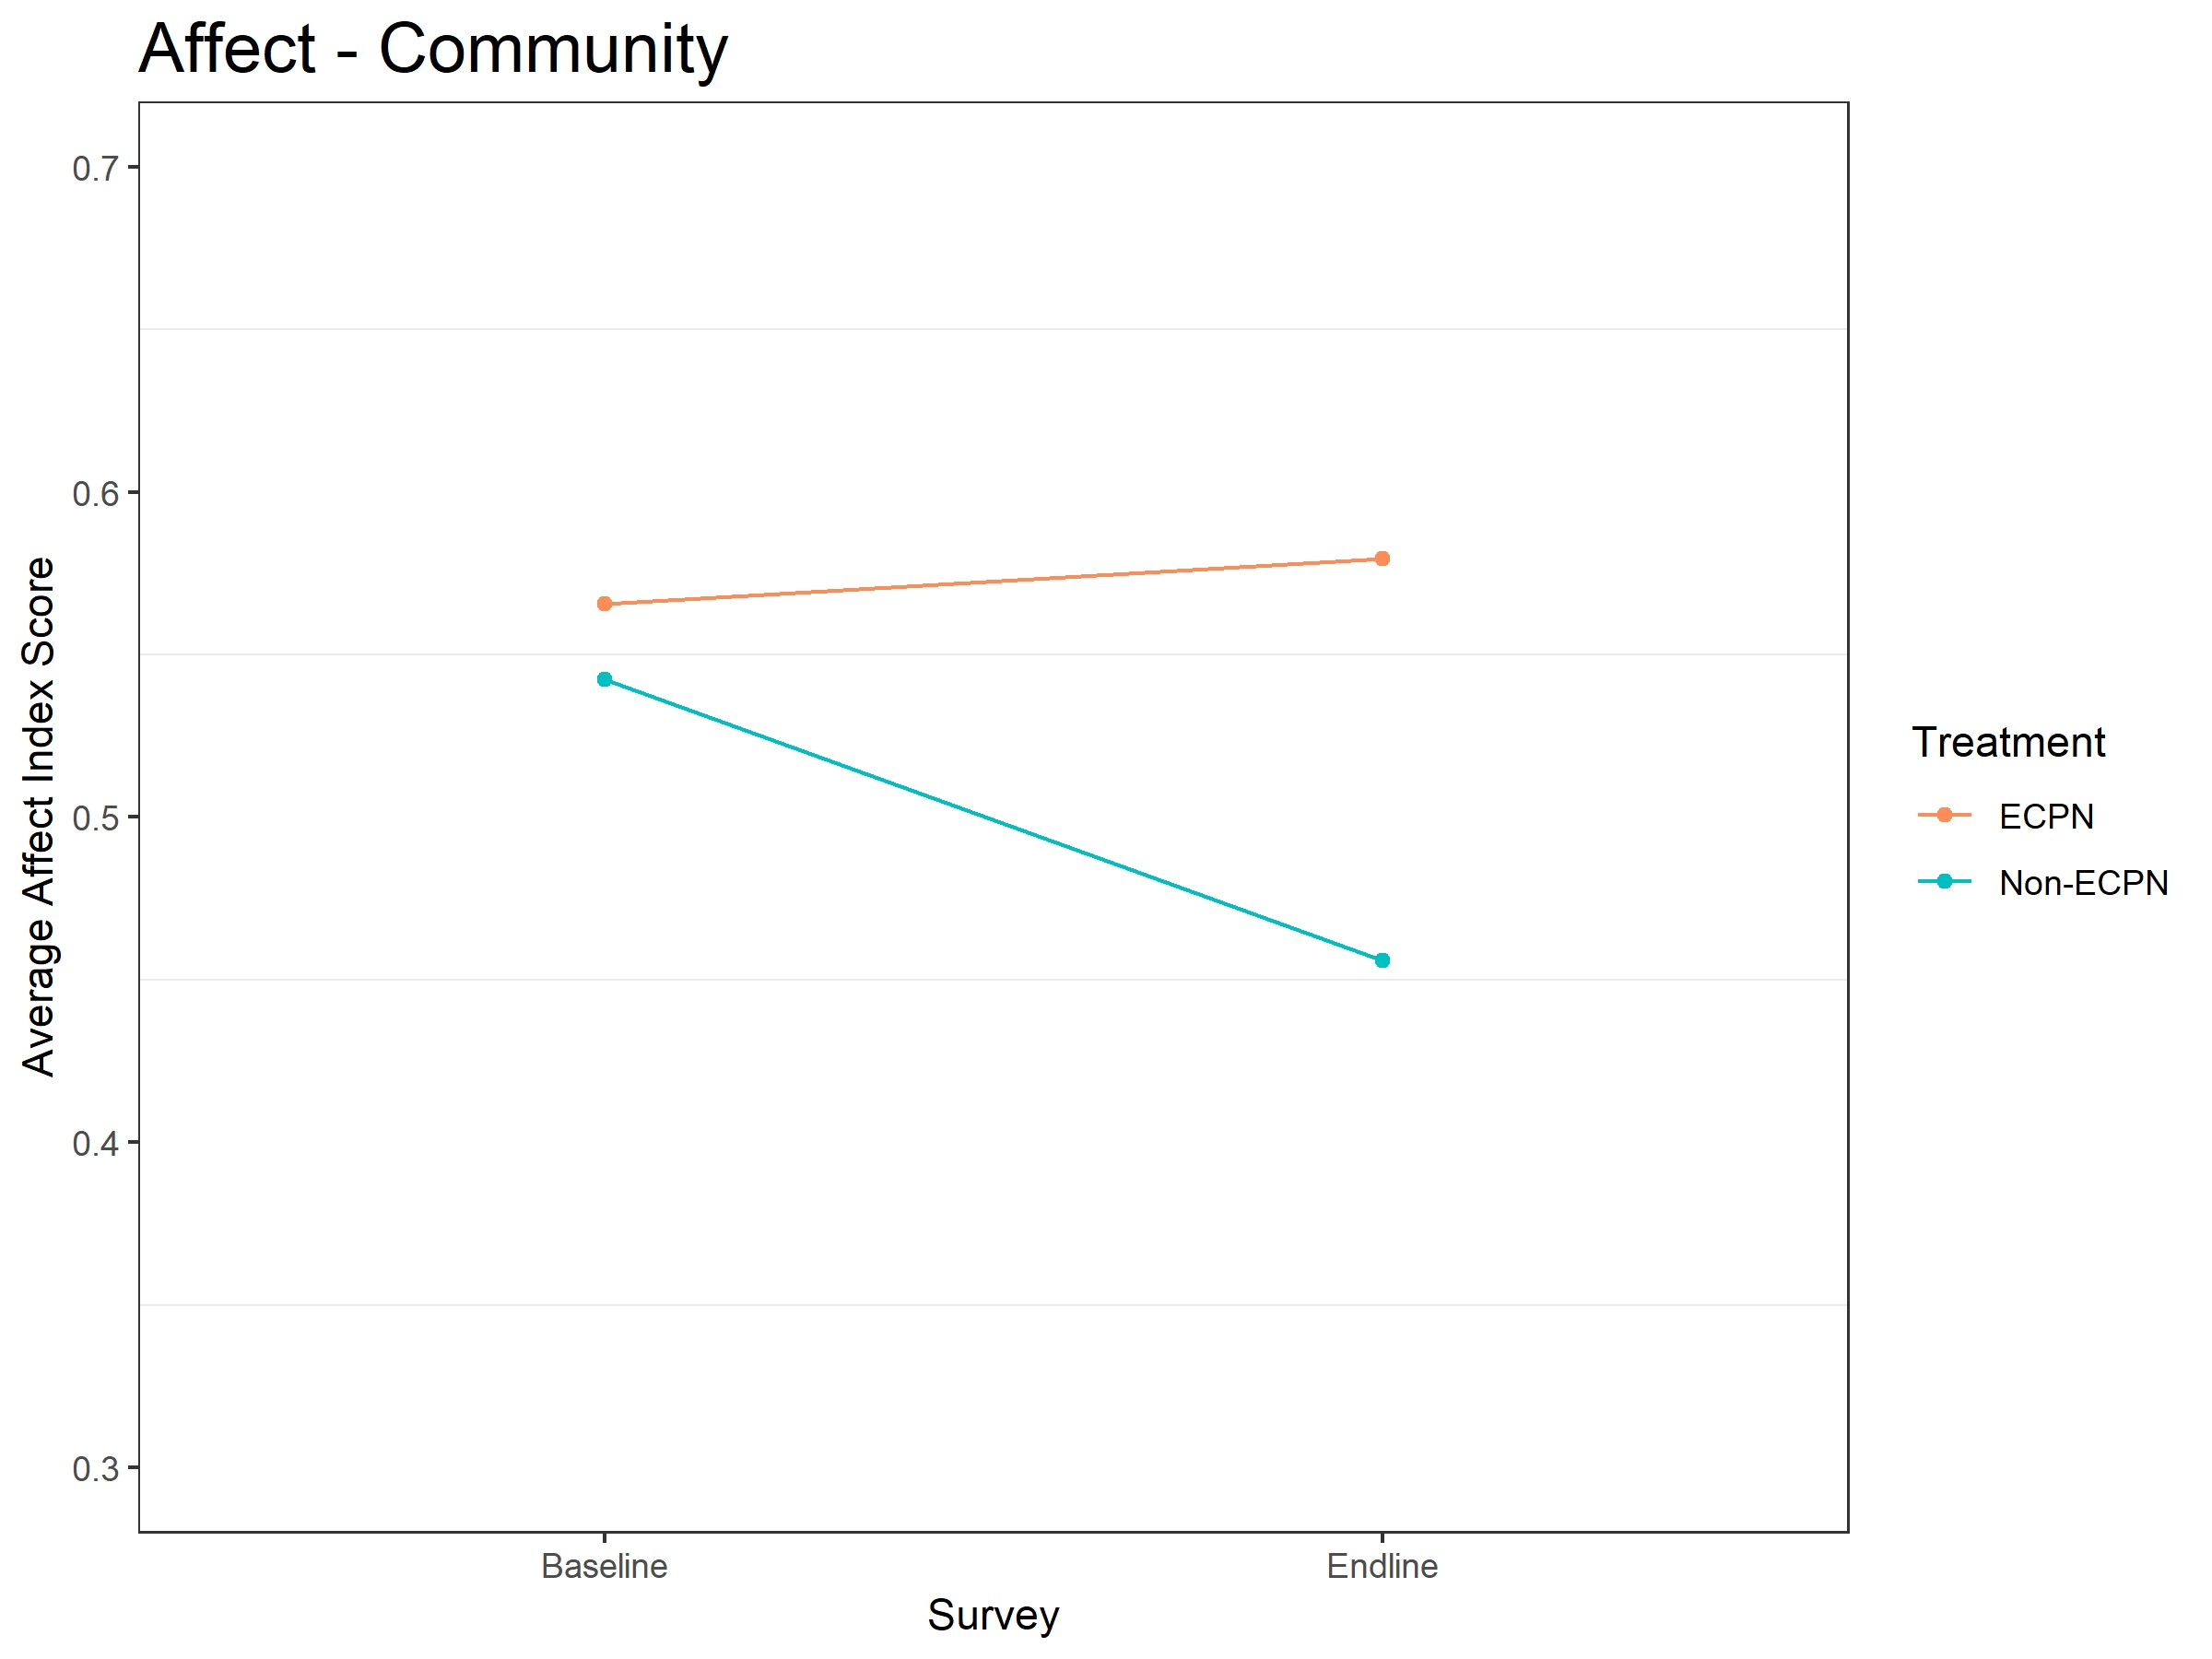 Affect - Community
0.7
0.6
0.5
0.4
0.3
Average Affect Index Score
Baseline
Endline
Survey
Treatment
ECPN
Non-ECPN